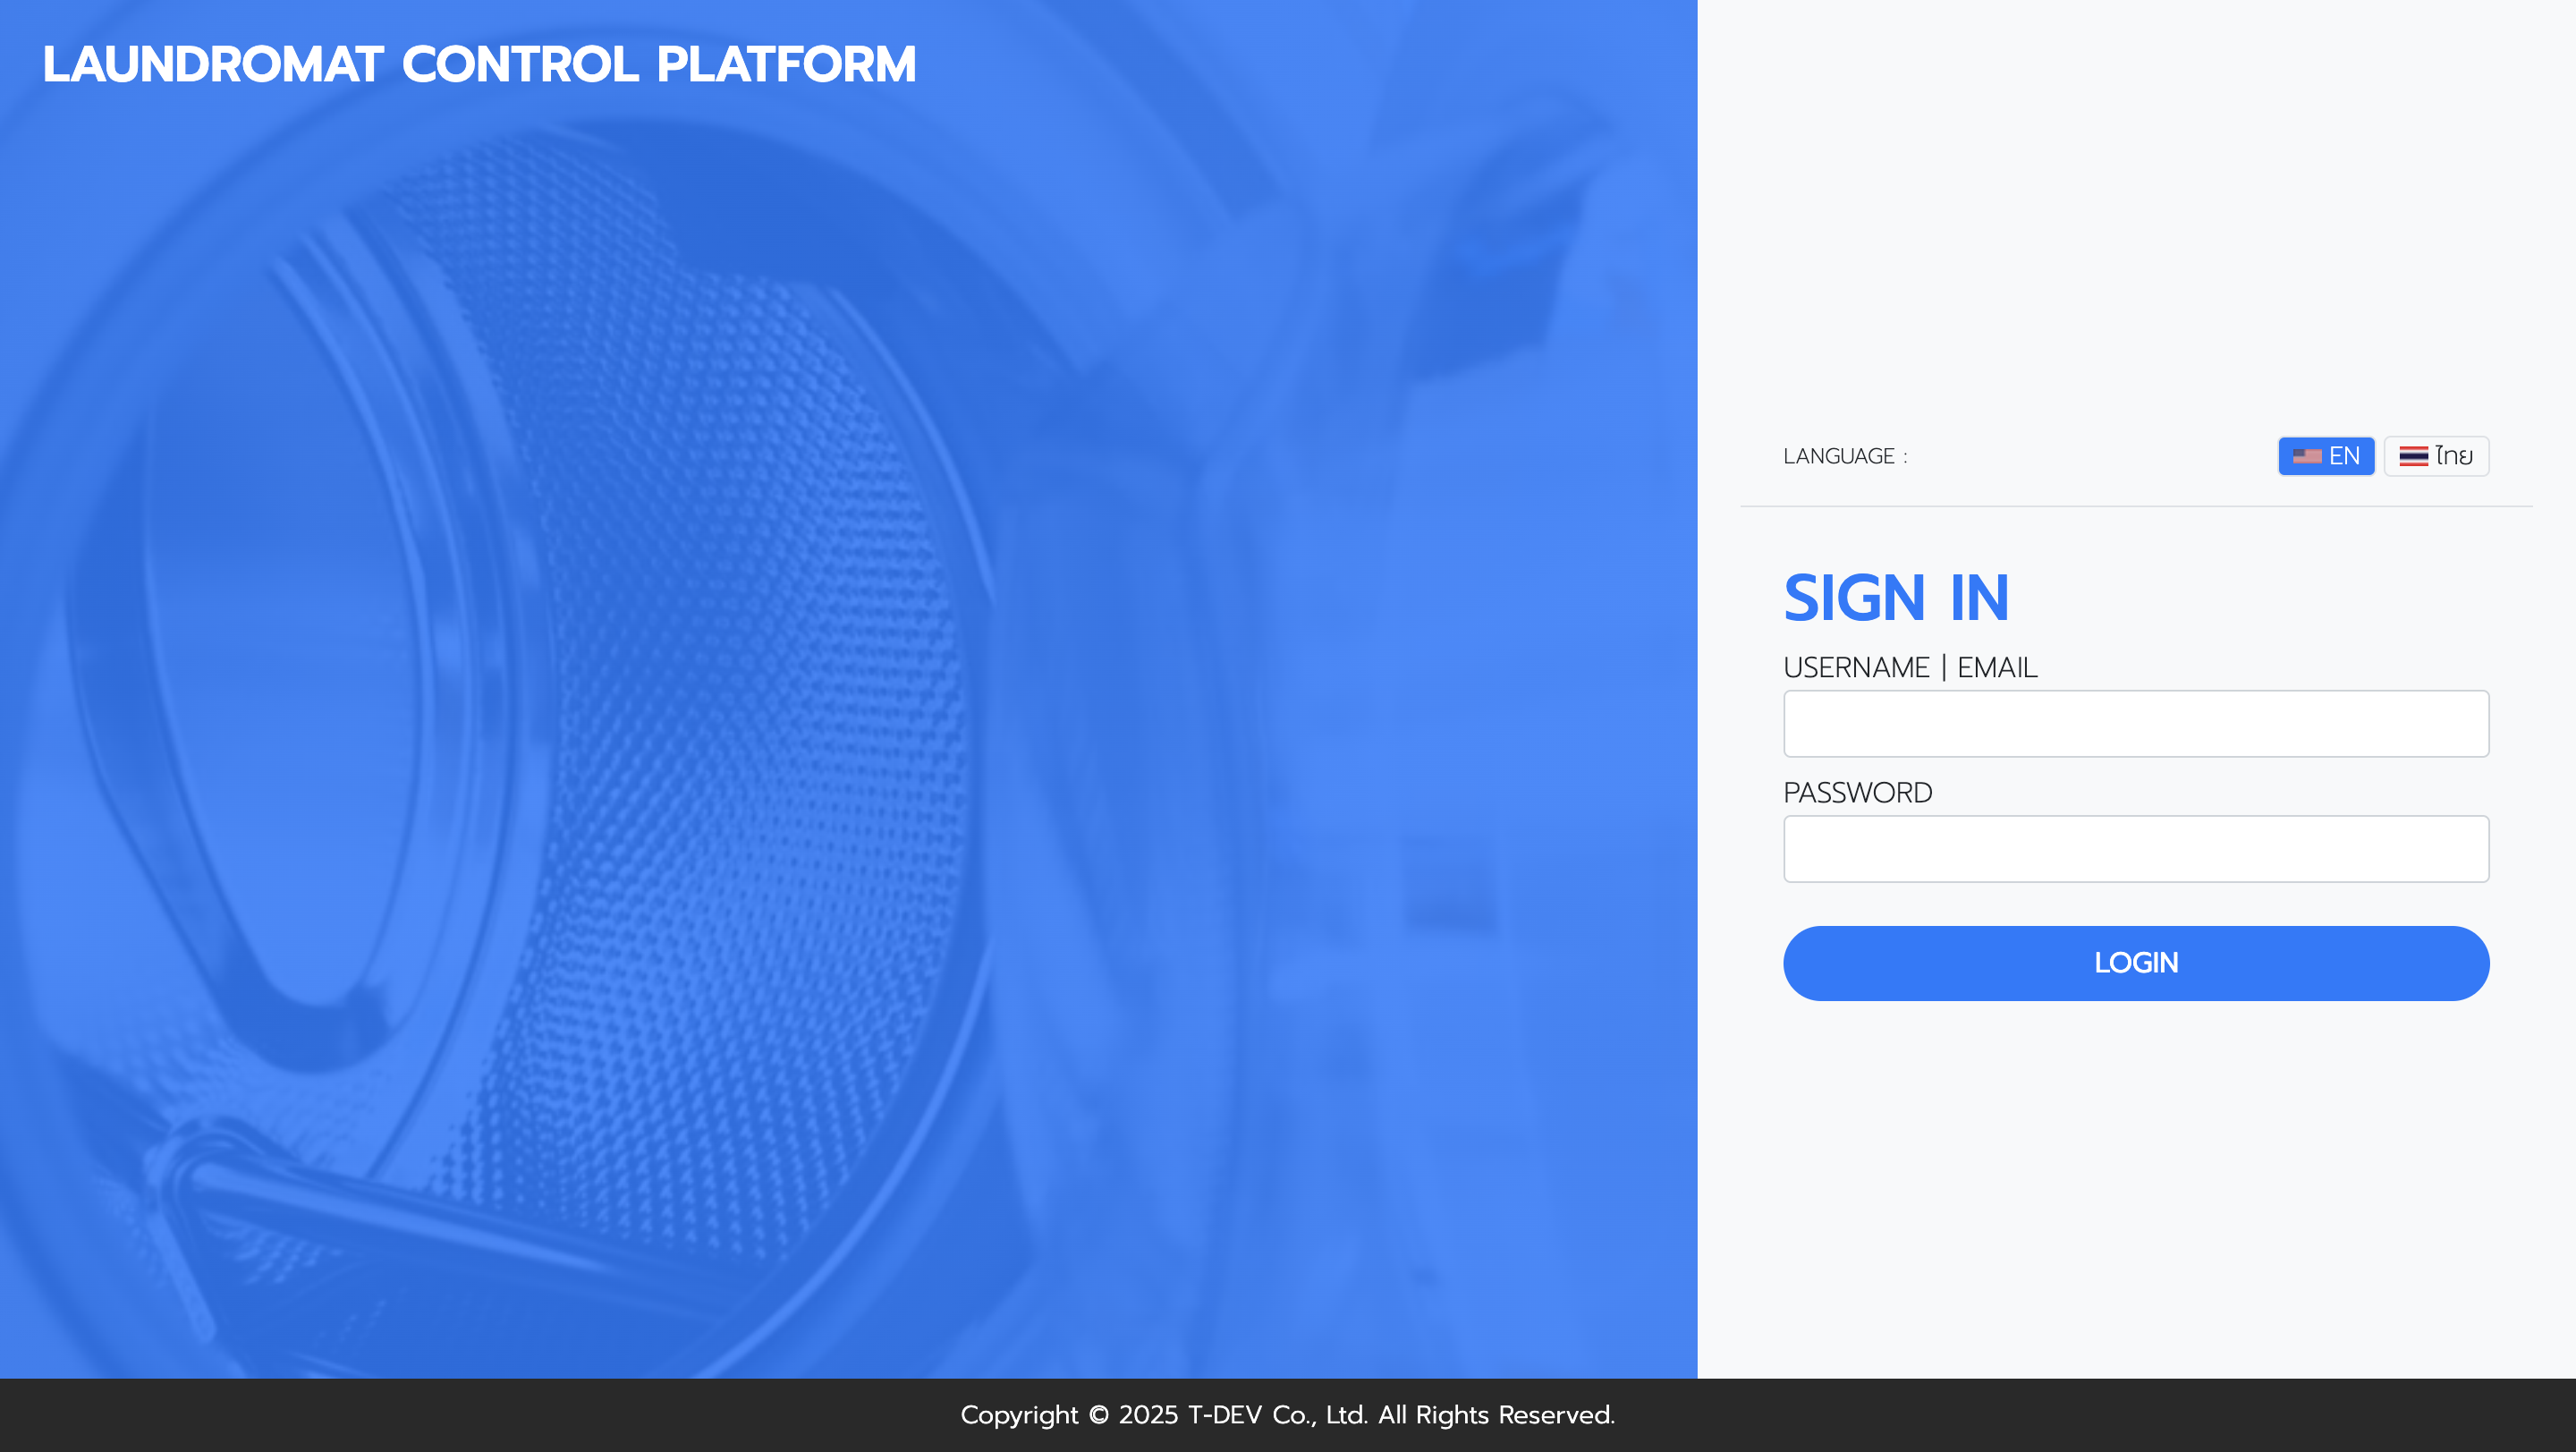 LAUNDROMAT CONTROL PLATFORM
LANGUAGE :
EN
ไทย
SIGN IN
USERNAME | EMAIL
PASSWORD
LOGIN
Copyright © 2025 T-DEV Co., Ltd. All Rights Reserved.